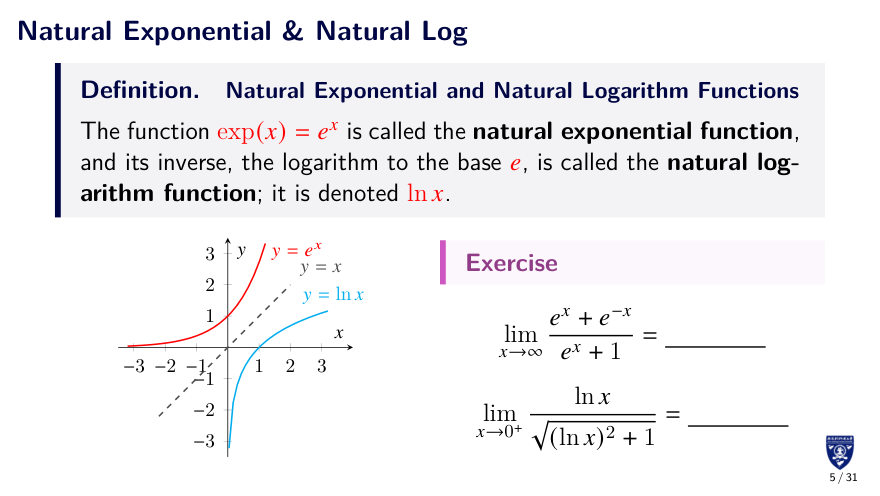 Natural Exponential & Natural Log
Definition. Natural Exponential and Natural Logarithm Functions
The function exp(x) = e^x is called the natural exponential function,
and its inverse, the logarithm to the base e, is called the natural log-
arithm function; it is denoted ln x.
3 y y = e^x
y = x
2
y = ln x
1
x
−3 −2 −1 1 2 3
−1
−2
−3
Exercise
lim_{x→∞} (e^x + e^{−x}) / (e^x + 1) = ________
lim_{x→0^+} ln x / √((ln x)^2 + 1) = ________
5 / 31